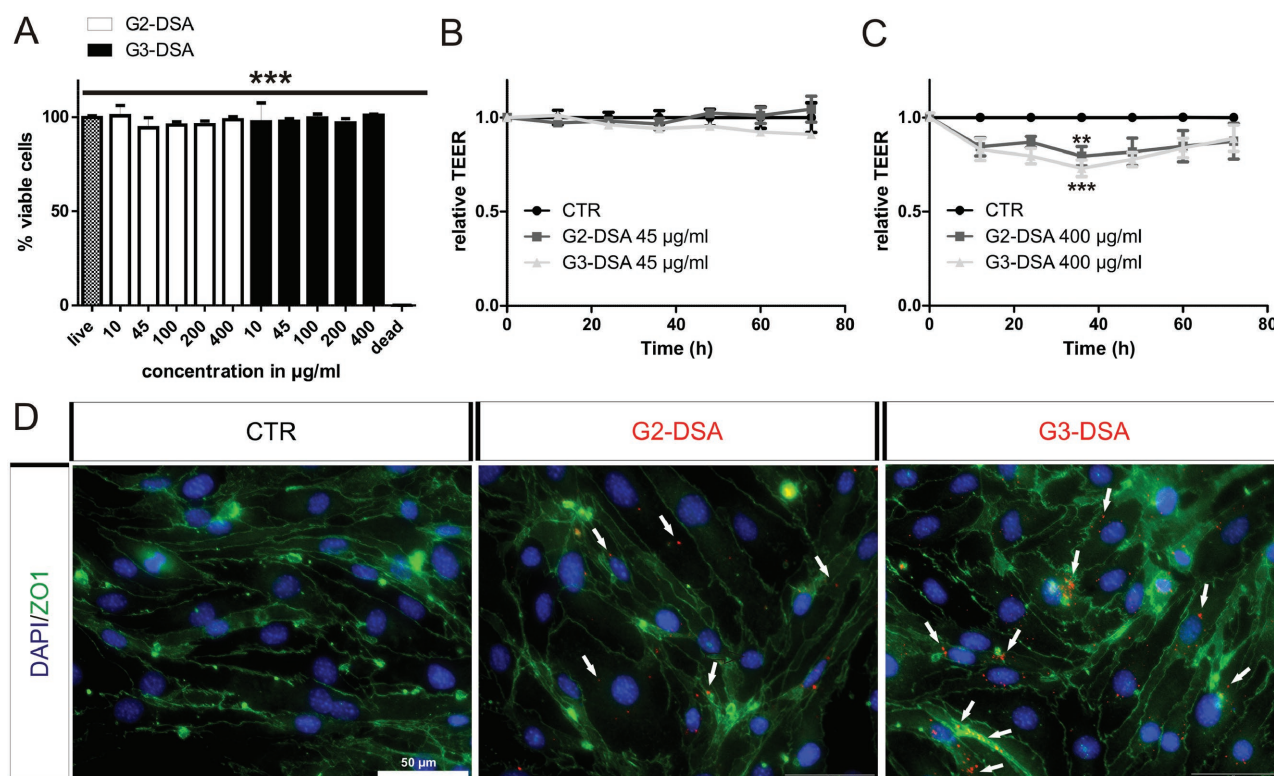 A
G2-DSA
G3-DSA
***
% viable cells
100
50
0
live
10
45
100
200
400
10
45
100
200
400
dead
concentration in µg/ml
B
relative TEER
1.0
0.5
0.0
CTR
G2-DSA 45 µg/ml
G3-DSA 45 µg/ml
0 20 40 60 80
Time (h)
C
relative TEER
1.0
0.5
0.0
**
***
CTR
G2-DSA 400 µg/ml
G3-DSA 400 µg/ml
0 20 40 60 80
Time (h)
D
CTR
G2-DSA
G3-DSA
DAPI/ZO1
50 µm